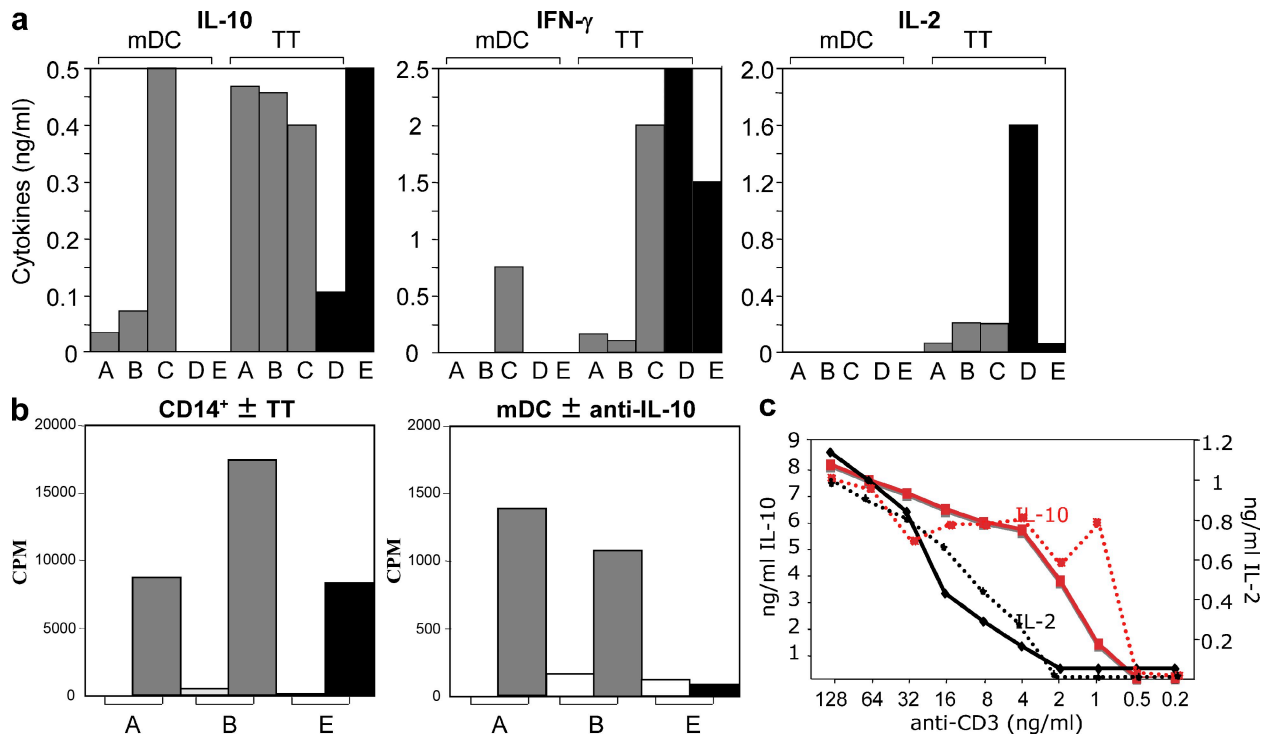 a
IL-10 IFN-γ IL-2
mDC TT mDC TT mDC TT
Cytokines (ng/ml)
0.5 2.5 2.0
0.4 2 1.6
0.3 1.5 1.2
0.2 1 0.8
0.1 0.5 0.4
0 0 0
A B C D E A B C D E A B C D E A B C D E A B C D E A B C D E
b
CD14+ ± TT mDC ± anti-IL-10
CPM CPM
20000 2000
15000 1500
10000 1000
5000 500
0 0
A B E A B E
c
ng/ml IL-10
9 1.2
8 1
7
6 0.8
5 0.6
4
3 0.4
2
1 0.2
ng/ml IL-2
IL-10
IL-2
128 64 32 16 8 4 2 1 0.5 0.2
anti-CD3 (ng/ml)